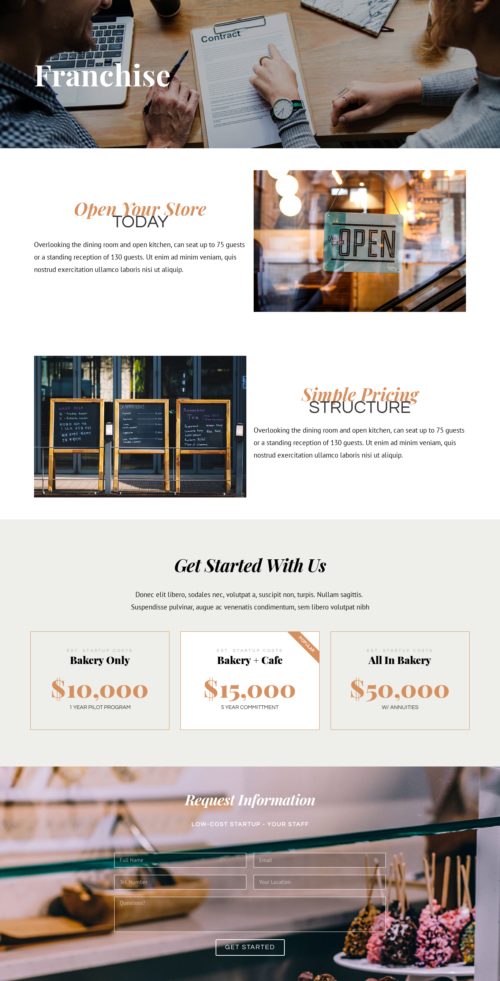 Contract
Franchise
Open Your Store
TODAY
Overlooking the dining room and open kitchen, can seat up to 75 guests
or a standing reception of 130 guests. Ut enim ad minim veniam, quis
nostrud exercitation ullamco laboris nisi ut aliquip.
OPEN
Simple Pricing
STRUCTURE
Overlooking the dining room and open kitchen, can seat up to 75 guests
or a standing reception of 130 guests. Ut enim ad minim veniam, quis
nostrud exercitation ullamco laboris nisi ut aliquip.
Get Started With Us
Donec elit libero, sodales nec, volutpat a, suscipit non, turpis. Nullam sagittis.
Suspendisse pulvinar, augue ac venenatis condimentum, sem libero volutpat nibh
EST. STARTUP COSTS
Bakery Only
$10,000
1 YEAR PILOT PROGRAM
POPULAR
EST. STARTUP COSTS
Bakery + Cafe
$15,000
5 YEAR COMMITTMENT
EST. STARTUP COSTS
All In Bakery
$50,000
W/ ANNUITIES
Request Information
LOW-COST STARTUP - YOUR STAFF
Full Name
Email
Tel. Number
Your Location
Questions?
GET STARTED